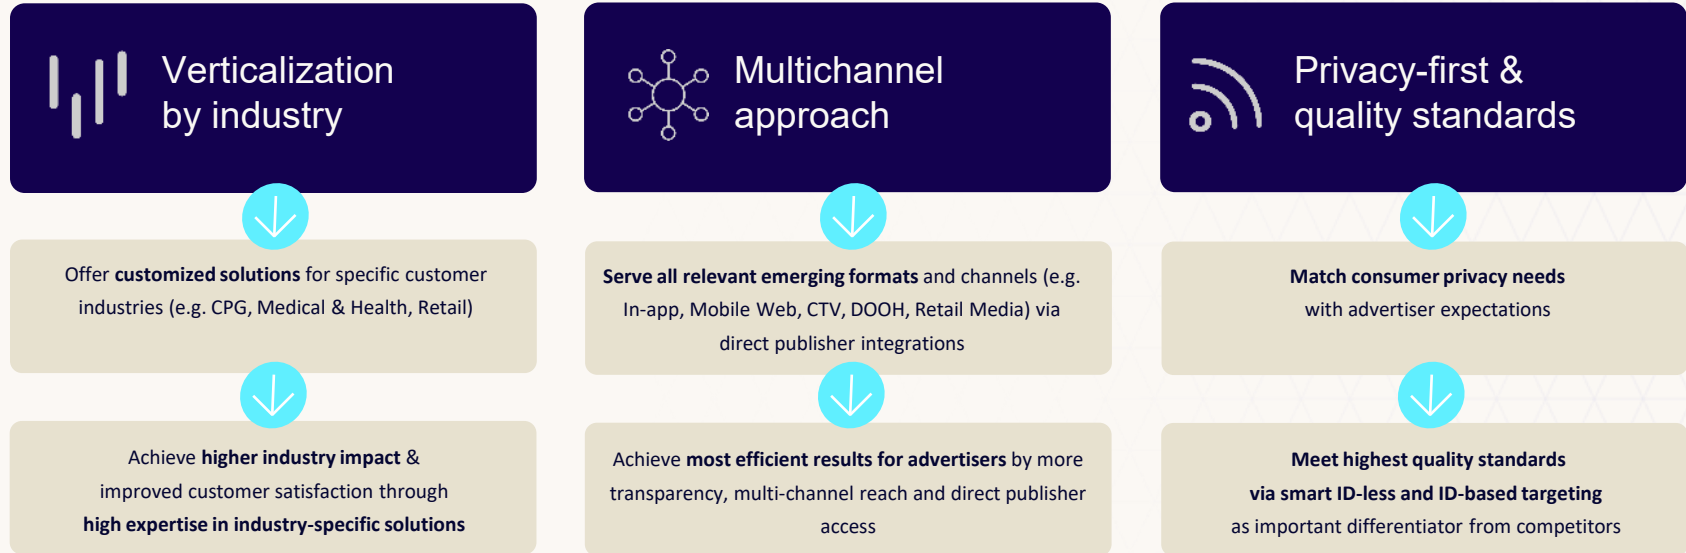 Verticalization
by industry
Offer customized solutions for specific customer
industries (e.g. CPG, Medical & Health, Retail)
Achieve higher industry impact &
improved customer satisfaction through
high expertise in industry-specific solutions
Multichannel
approach
Serve all relevant emerging formats and channels (e.g.
In-app, Mobile Web, CTV, DOOH, Retail Media) via
direct publisher integrations
Achieve most efficient results for advertisers by more
transparency, multi-channel reach and direct publisher
access
Privacy-first &
quality standards
Match consumer privacy needs
with advertiser expectations
Meet highest quality standards
via smart ID-less and ID-based targeting
as important differentiator from competitors